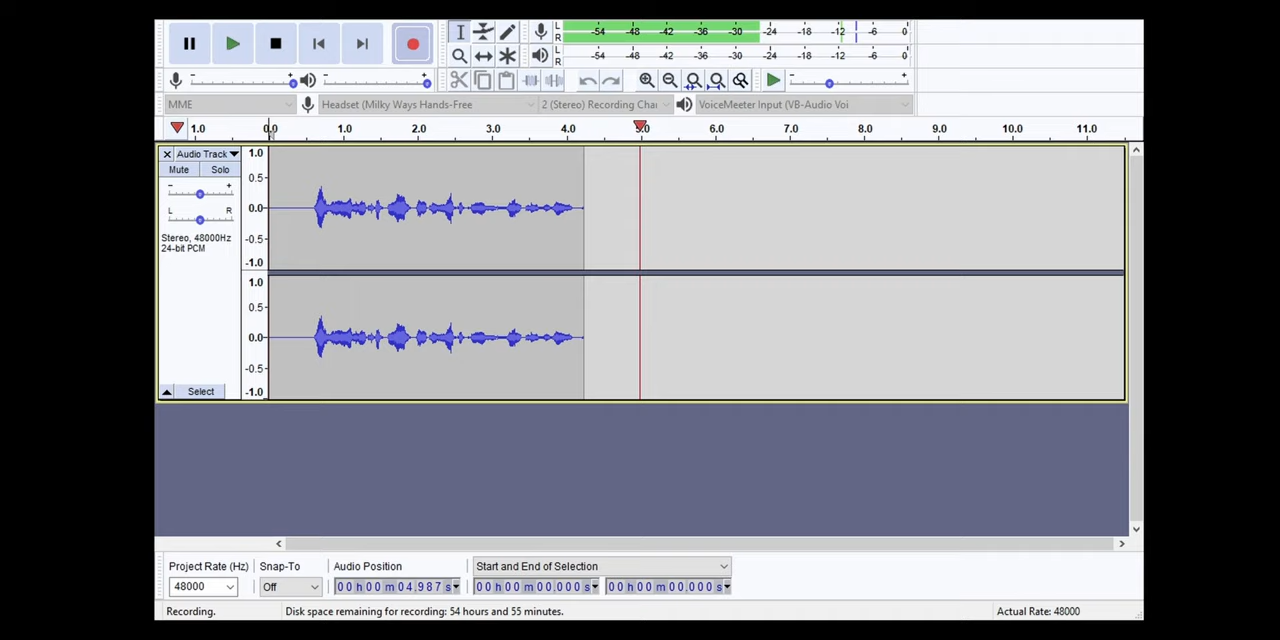 L
R
-54 -48 -42 -36 -30 -24 -18 -12 -6 0
L
R
-54 -48 -42 -36 -30 -24 -18 -12 -6 0
- + - +
- +
MME
Headset (Milky Ways Hands-Free
2 (Stereo) Recording Chai
VoiceMeeter Input (VB-Audio Voi
1.0 0.0 1.0 2.0 3.0 4.0 5.0 6.0 7.0 8.0 9.0 10.0 11.0
Audio Track
Mute Solo
- +
L R
Stereo, 48000Hz
24-bit PCM
Select
1.0
0.5
0.0
-0.5
-1.0
1.0
0.5
0.0
-0.5
-1.0
Project Rate (Hz) Snap-To Audio Position Start and End of Selection
48000 Off 00 h 00 m 04.987 s 00 h 00 m 00.000 s 00 h 00 m 00.000 s
Recording. Disk space remaining for recording: 54 hours and 55 minutes. Actual Rate: 48000